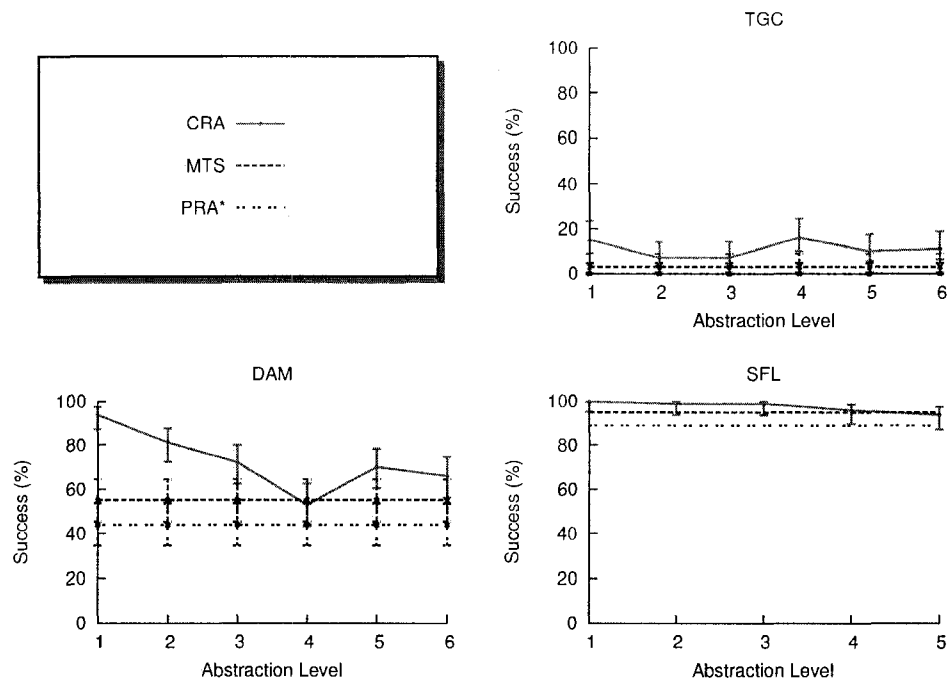 CRA
MTS
PRA*
TGC
Success (%)
100
80
60
40
20
0
1 2 3 4 5 6
Abstraction Level
DAM
Success (%)
100
80
60
40
20
0
1 2 3 4 5 6
Abstraction Level
SFL
Success (%)
100
80
60
40
20
0
1 2 3 4 5
Abstraction Level